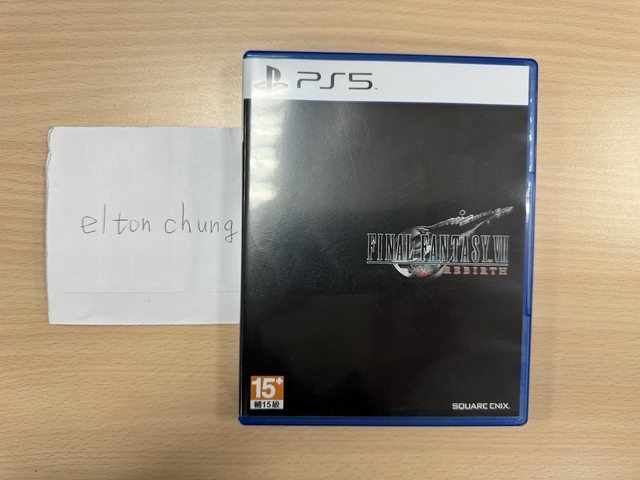 PS5
elton chung
FINAL FANTASY VII
REBIRTH
15+
輔15級
SQUARE ENIX.